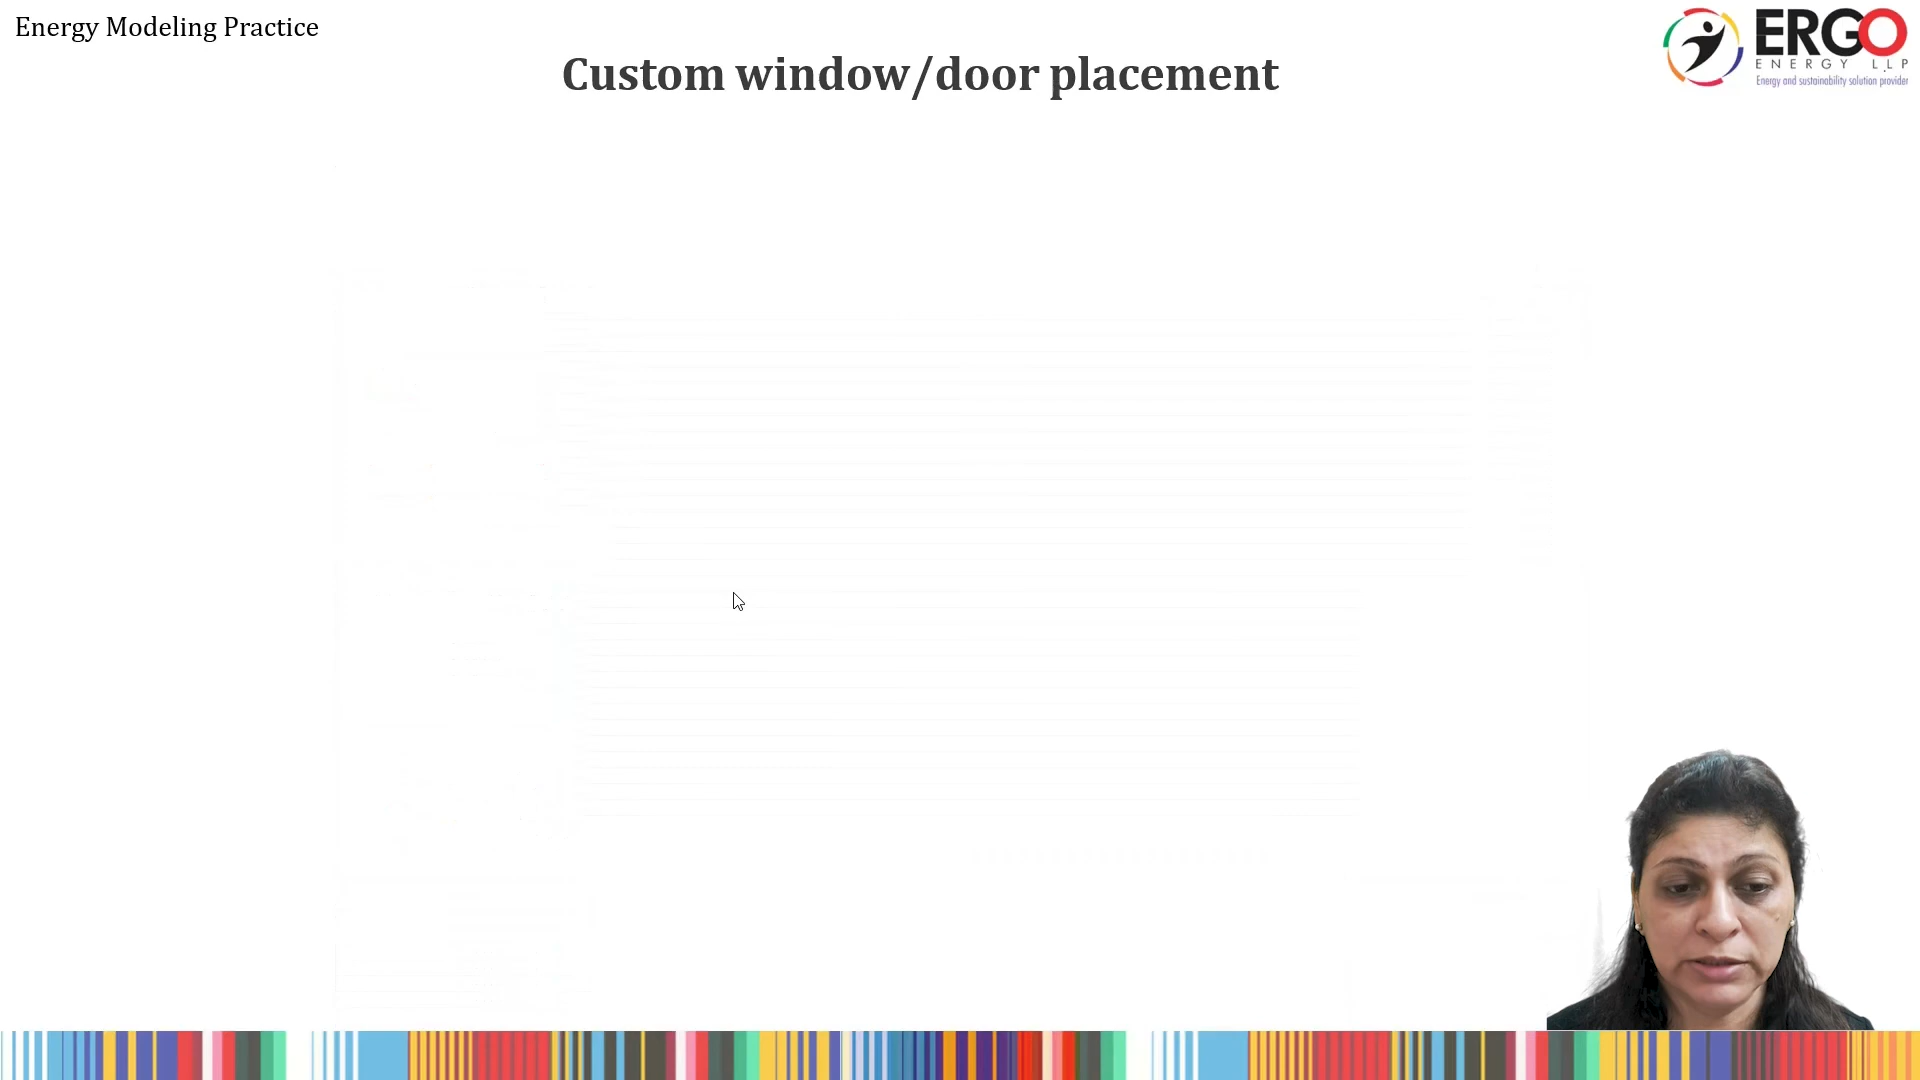 Energy Modeling Practice
Custom window/door placement
ERGO
ENERGY LLP
Energy and sustainability solution provider